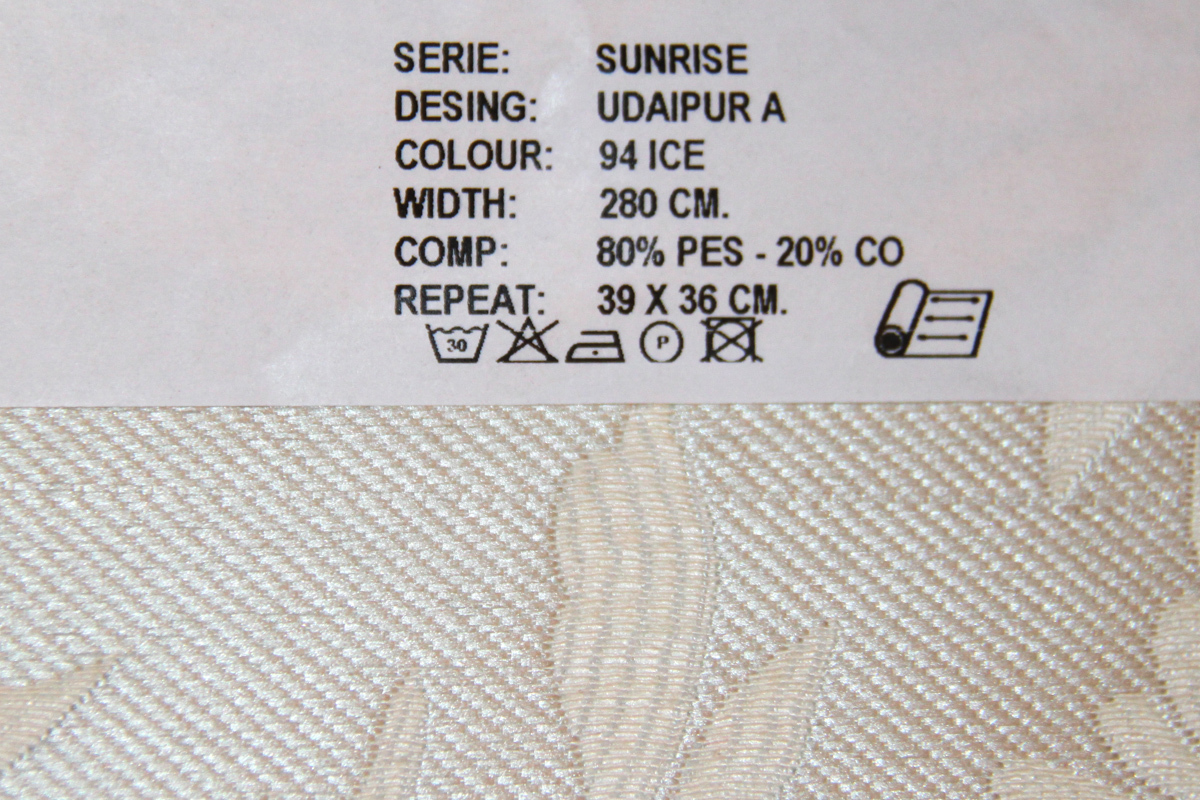 SERIE: SUNRISE
DESING: UDAIPUR A
COLOUR: 94 ICE
WIDTH: 280 CM.
COMP: 80% PES - 20% CO
REPEAT: 39 X 36 CM.
30 P